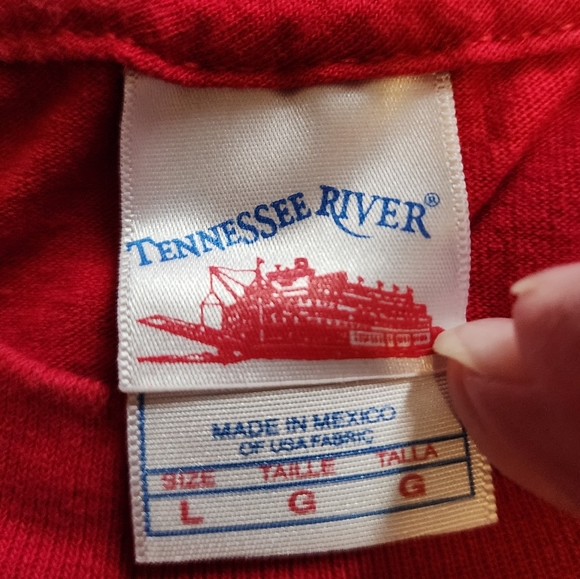 TENNESSEE RIVER®
MADE IN MEXICO
OF USA FABRIC
SIZE TAILLE TALLA
L G G